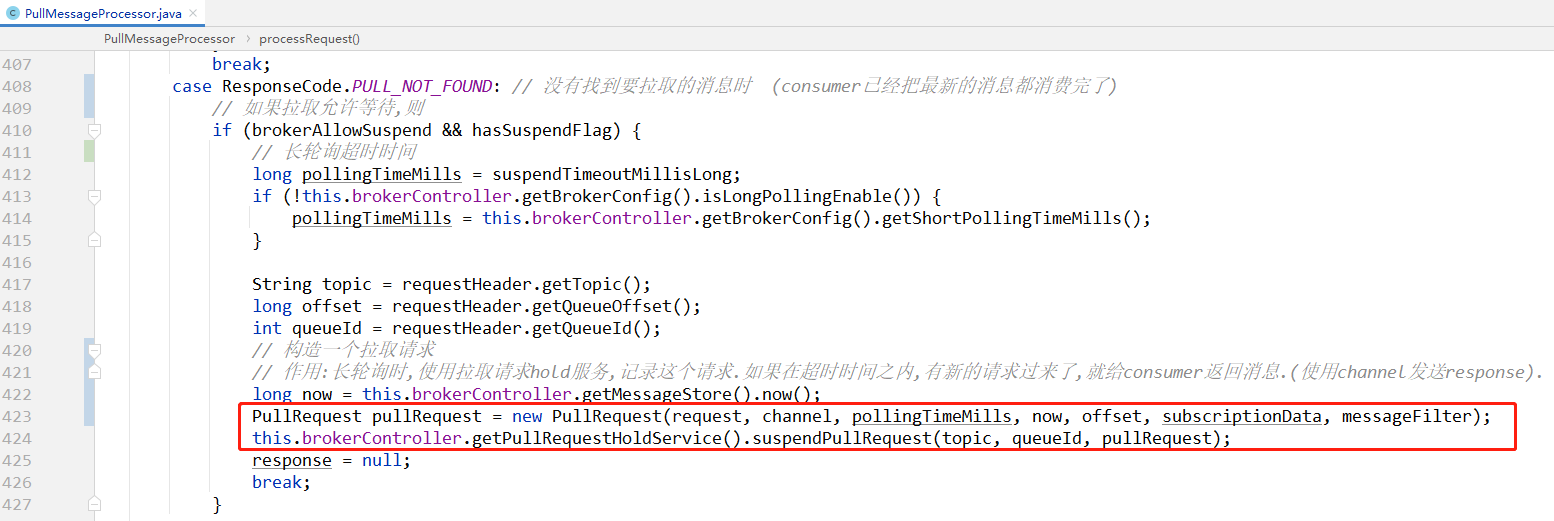 PullMessageProcessor.java
PullMessageProcessor › processRequest()
407 break;
408 case ResponseCode.PULL_NOT_FOUND: // 没有找到要拉取的消息时 (consumer已经把最新的消息都消费完了)
409 // 如果拉取允许等待,则
410 if (brokerAllowSuspend && hasSuspendFlag) {
411 // 长轮询超时时间
412 long pollingTimeMills = suspendTimeoutMillisLong;
413 if (!this.brokerController.getBrokerConfig().isLongPollingEnable()) {
414 pollingTimeMills = this.brokerController.getBrokerConfig().getShortPollingTimeMills();
415 }
416
417 String topic = requestHeader.getTopic();
418 long offset = requestHeader.getQueueOffset();
419 int queueId = requestHeader.getQueueId();
420 // 构造一个拉取请求
421 // 作用:长轮询时,使用拉取请求hold服务,记录这个请求.如果在超时时间之内,有新的请求过来了,就给consumer返回消息.(使用channel发送response).
422 long now = this.brokerController.getMessageStore().now();
423 PullRequest pullRequest = new PullRequest(request, channel, pollingTimeMills, now, offset, subscriptionData, messageFilter);
424 this.brokerController.getPullRequestHoldService().suspendPullRequest(topic, queueId, pullRequest);
425 response = null;
426 break;
427 }